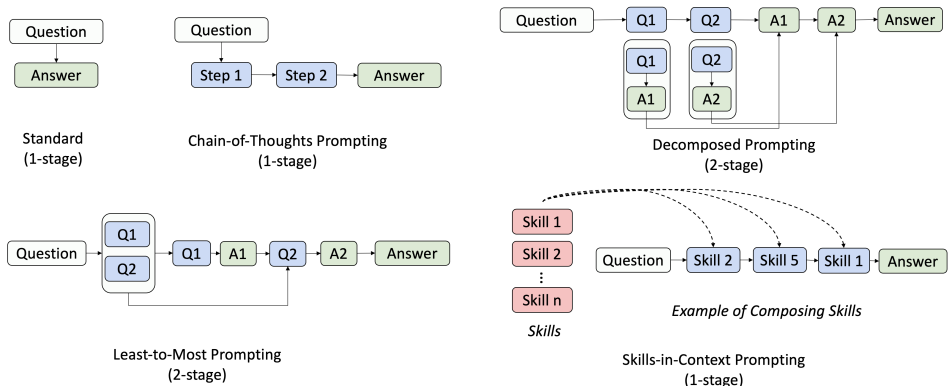 Question
Answer
Standard
(1-stage)
Question
Step 1
Step 2
Answer
Chain-of-Thoughts Prompting
(1-stage)
Question
Q1
Q2
A1
A2
Answer
Q1
Q2
A1
A2
Decomposed Prompting
(2-stage)
Question
Q1
Q2
Q1
A1
Q2
A2
Answer
Least-to-Most Prompting
(2-stage)
Skill 1
Skill 2
Skill n
Skills
Question
Skill 2
Skill 5
Skill 1
Answer
Example of Composing Skills
Skills-in-Context Prompting
(1-stage)